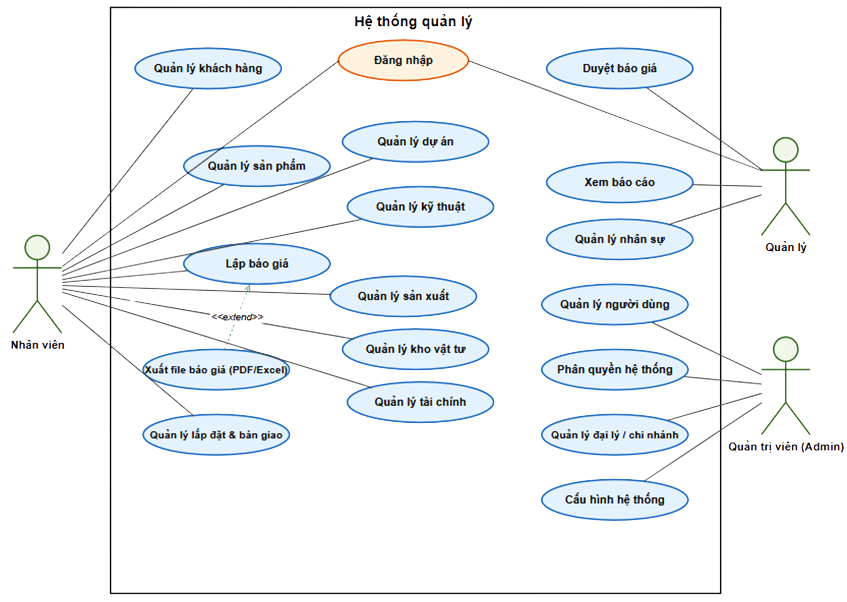 Hệ thống quản lý
Quản lý khách hàng
Đăng nhập
Duyệt báo giá
Quản lý dự án
Quản lý sản phẩm
Xem báo cáo
Quản lý kỹ thuật
Quản lý nhân sự
Quản lý
Lập báo giá
Quản lý sản xuất
Quản lý người dùng
<<extend>>
Nhân viên
Quản lý kho vật tư
Xuất file báo giá (PDF/Excel)
Phân quyền hệ thống
Quản lý tài chính
Quản lý lắp đặt & bàn giao
Quản lý đại lý / chi nhánh
Quản trị viên (Admin)
Cấu hình hệ thống